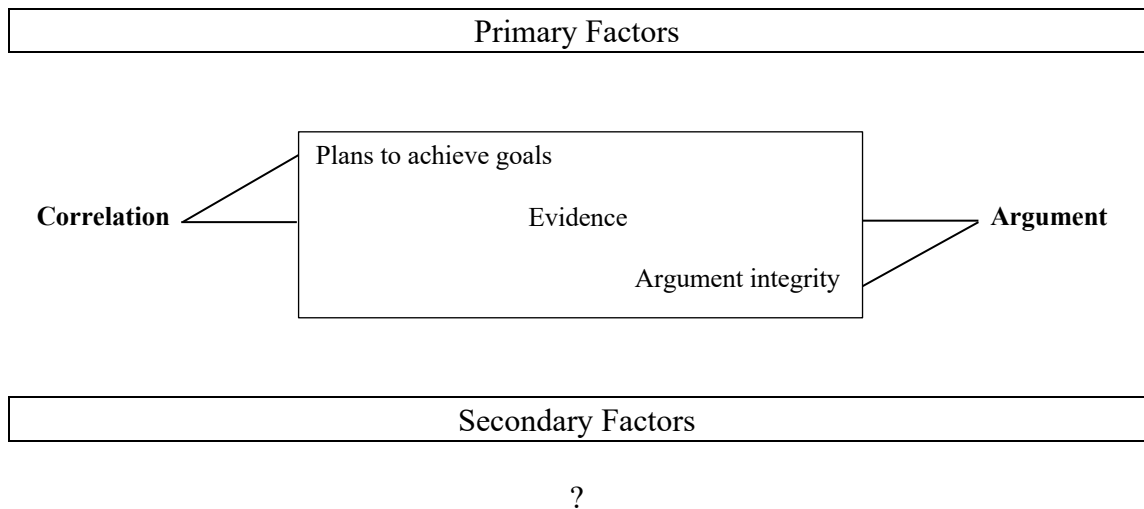 Primary Factors
Plans to achieve goals
Correlation
Evidence
Argument
Argument integrity
Secondary Factors
?